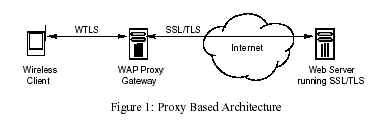 WTLS
SSL/TLS
Internet
Wireless
Client
WAP Proxy/
Gateway
Web Server
running SSL/TLS
Figure 1: Proxy Based Architecture